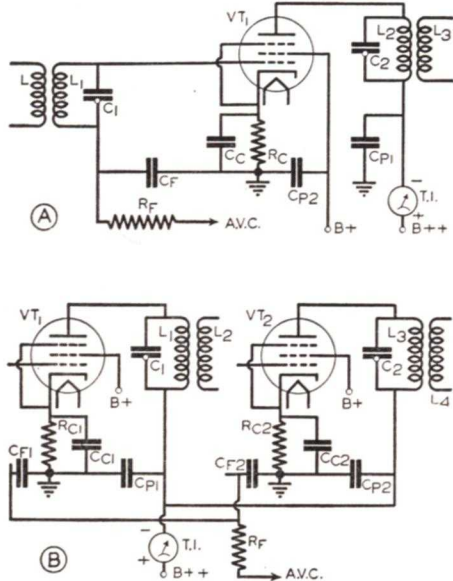 VT1
L L1 C1
L2 L3
C2
CC RC
CF CP2
CP1
RF A.V.C.
A
B+
- T.I. +
B++
VT1 L1 L2 C1
VT2 L3 L4 C2
B+ B+
RC1 CC1 RC2 CC2
CF1 CP1 CF2 CP2
- T.I. +
B++
RF
A.V.C.
B